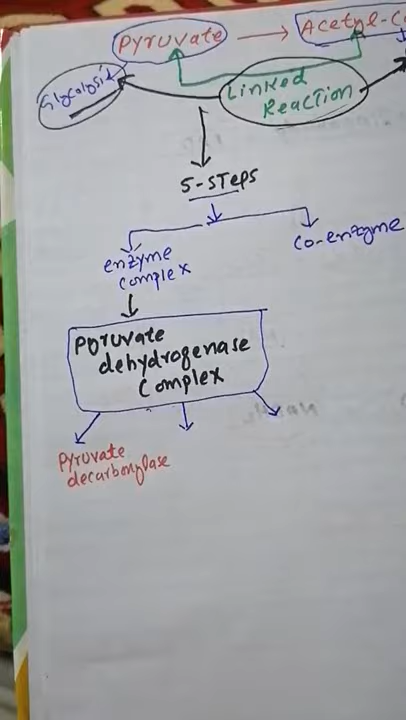 Pyruvate → Acetyl-C
Glycolysis
Linked
Reaction
5-steps
enzyme
complex
co-enzyme
pyruvate
dehydrogenase
complex
pyruvate
decarboxylase